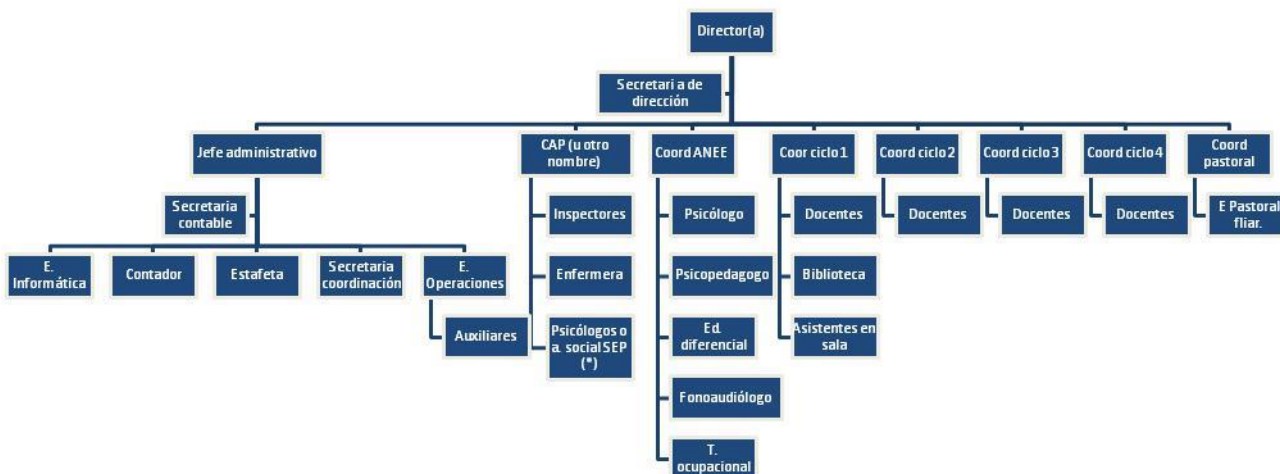 Director(a)
Secretari a de
dirección
Jefe administrativo
CAP (u otro
nombre)
Coord ANEE
Coor ciclo 1
Coord ciclo 2
Coord ciclo 3
Coord ciclo 4
Coord
pastoral
Secretaria
contable
Inspectores
Psicólogo
Docentes
Docentes
Docentes
Docentes
E Pastoral
fliar.
E.
Informática
Contador
Estafeta
Secretaria
coordinación
E.
Operaciones
Enfermera
Psicopedagogo
Biblioteca
Auxiliares
Psicólogos o
a. social SEP
(*)
Ed.
diferencial
Asistentes en
sala
Fonoaudiólogo
T.
ocupacional